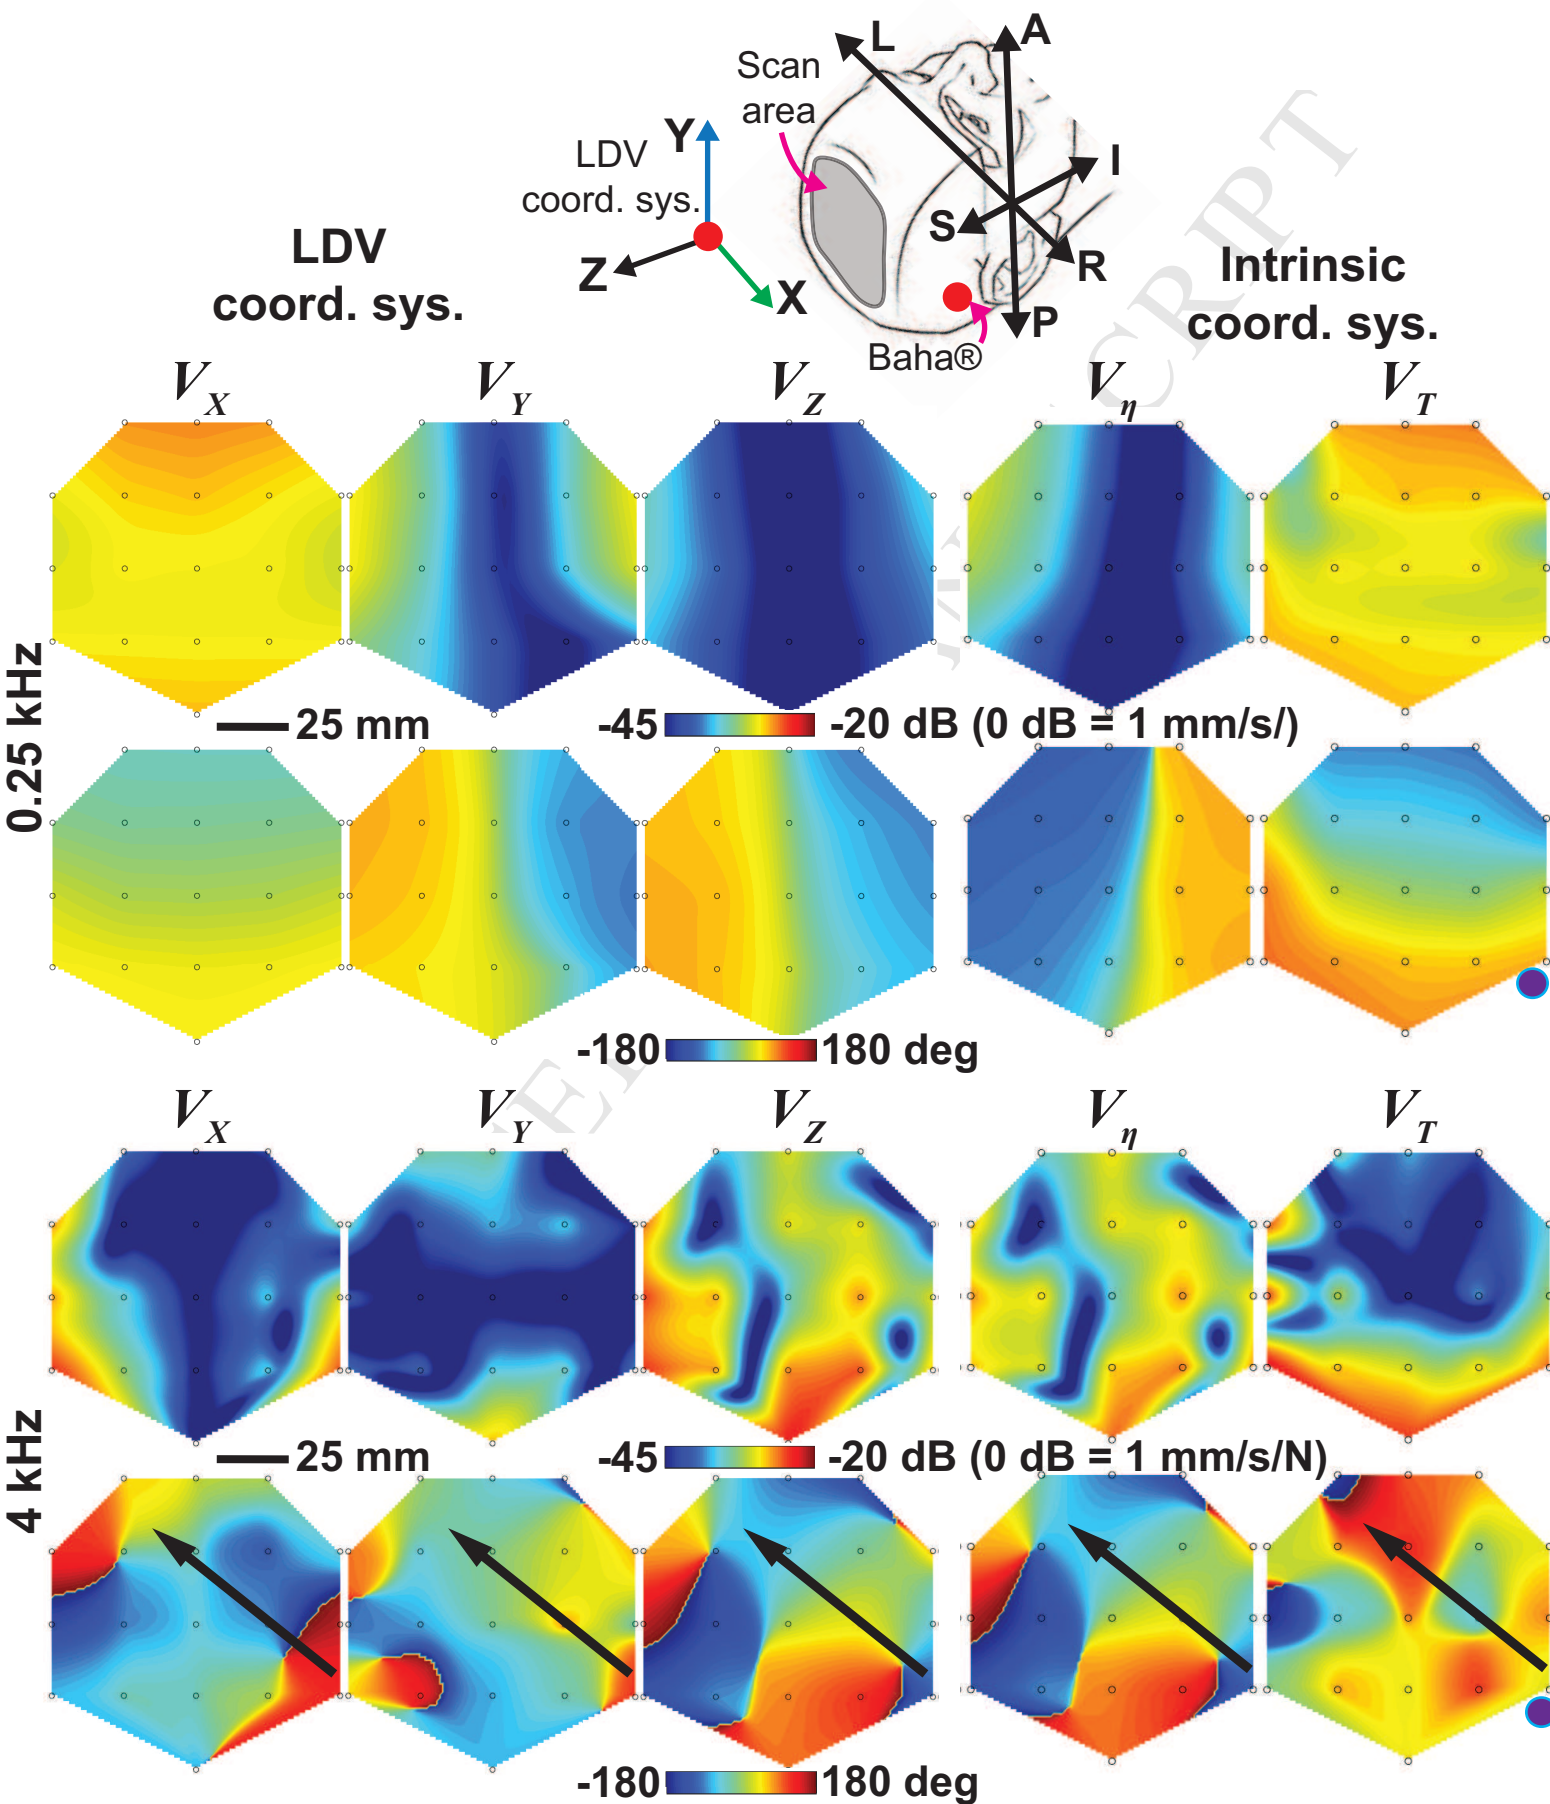 L
A
Scan
area
Y
LDV
coord. sys.
I
S
Z
X
R
P
Baha®
LDV
coord. sys.
Intrinsic
coord. sys.
V_X V_Y V_Z V_η V_T
0.25 kHz
25 mm -45 -20 dB (0 dB = 1 mm/s/)
-180 180 deg
V_X V_Y V_Z V_η V_T
4 kHz
25 mm -45 -20 dB (0 dB = 1 mm/s/N)
-180 180 deg